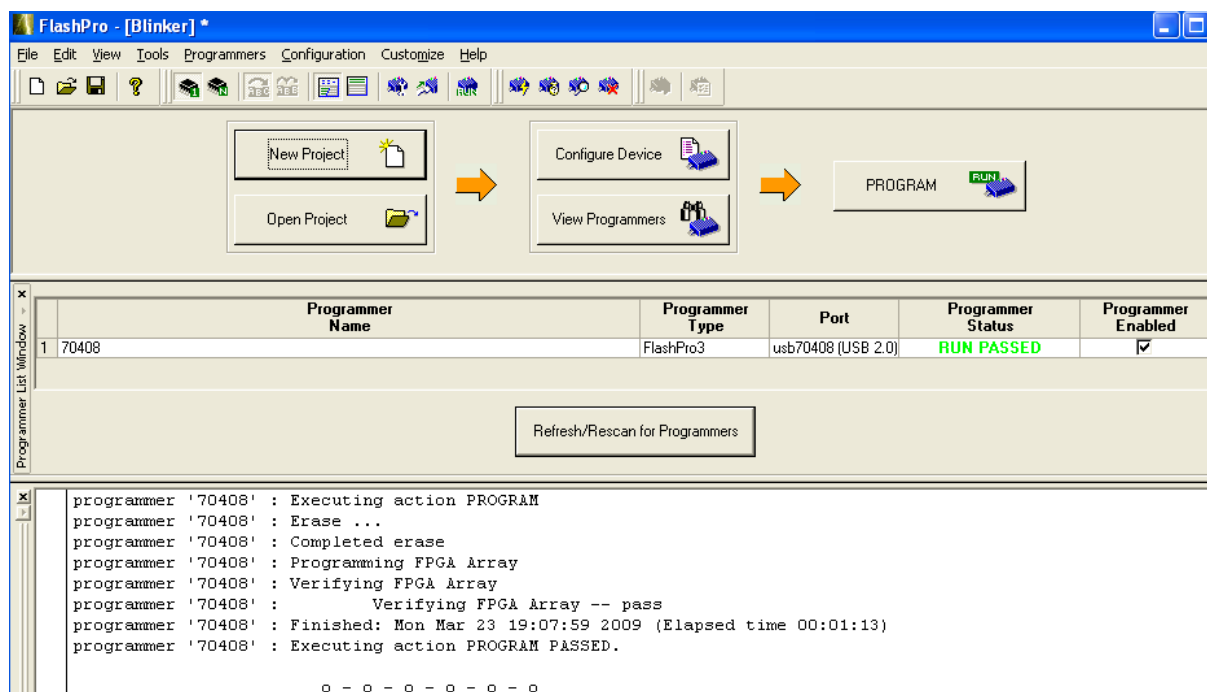 FlashPro - [Blinker] *
File Edit View Tools Programmers Configuration Customize Help
New Project
Configure Device
PROGRAM
RUN
Open Project
View Programmers
Programmer List Window
Programmer Name
Programmer Type
Port
Programmer Status
Programmer Enabled
1 70408 FlashPro3 usb70408 (USB 2.0) RUN PASSED
Refresh/Rescan for Programmers
programmer '70408' : Executing action PROGRAM
programmer '70408' : Erase ...
programmer '70408' : Completed erase
programmer '70408' : Programming FPGA Array
programmer '70408' : Verifying FPGA Array
programmer '70408' : Verifying FPGA Array -- pass
programmer '70408' : Finished: Mon Mar 23 19:07:59 2009 (Elapsed time 00:01:13)
programmer '70408' : Executing action PROGRAM PASSED.
o - o - o - o - o - o